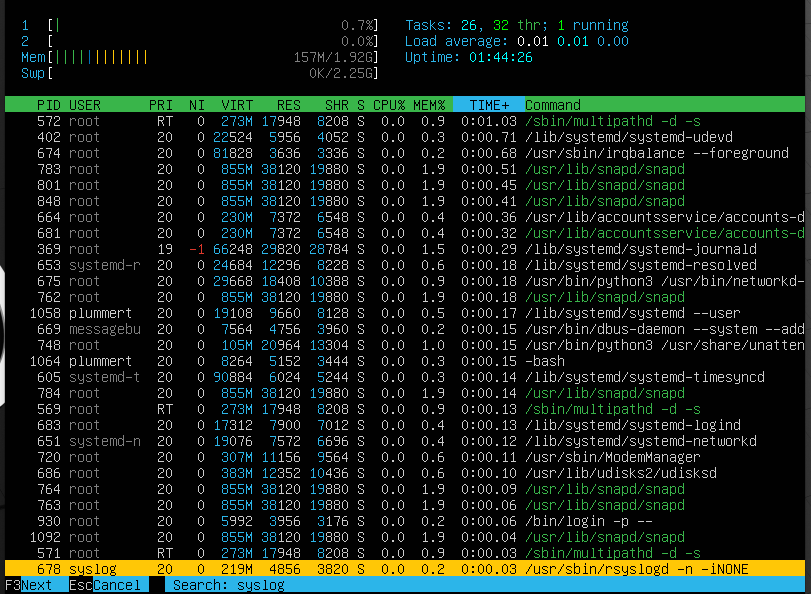 1 [| 0.7%] Tasks: 26, 32 thr; 1 running
2 [ 0.0%] Load average: 0.01 0.01 0.00
Mem[|||||||||||| 157M/1.92G] Uptime: 01:44:26
Swp[ 0K/2.25G]
PID USER PRI NI VIRT RES SHR S CPU% MEM% TIME+ Command
572 root RT 0 273M 17948 8208 S 0.0 0.9 0:01.03 /sbin/multipathd -d -s
402 root 20 0 22524 5956 4052 S 0.0 0.3 0:00.71 /lib/systemd/systemd-udevd
674 root 20 0 81828 3636 3336 S 0.0 0.2 0:00.68 /usr/sbin/irqbalance --foreground
783 root 20 0 855M 38120 19880 S 0.0 1.9 0:00.51 /usr/lib/snapd/snapd
801 root 20 0 855M 38120 19880 S 0.0 1.9 0:00.45 /usr/lib/snapd/snapd
848 root 20 0 855M 38120 19880 S 0.0 1.9 0:00.41 /usr/lib/snapd/snapd
664 root 20 0 230M 7372 6548 S 0.0 0.4 0:00.36 /usr/lib/accountsservice/accounts-d
681 root 20 0 230M 7372 6548 S 0.0 0.4 0:00.32 /usr/lib/accountsservice/accounts-d
369 root 19 -1 66248 29820 28784 S 0.0 1.5 0:00.29 /lib/systemd/systemd-journald
653 systemd-r 20 0 24684 12296 8228 S 0.0 0.6 0:00.18 /lib/systemd/systemd-resolved
675 root 20 0 29668 18408 10388 S 0.0 0.9 0:00.18 /usr/bin/python3 /usr/bin/networkd-
762 root 20 0 855M 38120 19880 S 0.0 1.9 0:00.18 /usr/lib/snapd/snapd
1058 plummert 20 0 19108 9660 8128 S 0.0 0.5 0:00.17 /lib/systemd/systemd --user
669 messagebu 20 0 7564 4756 3960 S 0.0 0.2 0:00.15 /usr/bin/dbus-daemon --system --add
748 root 20 0 105M 20964 13304 S 0.0 1.0 0:00.15 /usr/bin/python3 /usr/share/unatten
1064 plummert 20 0 8264 5152 3444 S 0.0 0.3 0:00.15 -bash
605 systemd-t 20 0 90884 6024 5244 S 0.0 0.3 0:00.14 /lib/systemd/systemd-timesyncd
784 root 20 0 855M 38120 19880 S 0.0 1.9 0:00.14 /usr/lib/snapd/snapd
569 root RT 0 273M 17948 8208 S 0.0 0.9 0:00.13 /sbin/multipathd -d -s
683 root 20 0 17312 7900 7012 S 0.0 0.4 0:00.13 /lib/systemd/systemd-logind
651 systemd-n 20 0 19076 7572 6696 S 0.0 0.4 0:00.12 /lib/systemd/systemd-networkd
720 root 20 0 307M 11156 9564 S 0.0 0.6 0:00.11 /usr/sbin/ModemManager
686 root 20 0 383M 12352 10436 S 0.0 0.6 0:00.10 /usr/lib/udisks2/udisksd
764 root 20 0 855M 38120 19880 S 0.0 1.9 0:00.09 /usr/lib/snapd/snapd
763 root 20 0 855M 38120 19880 S 0.0 1.9 0:00.06 /usr/lib/snapd/snapd
930 root 20 0 5992 3956 3176 S 0.0 0.2 0:00.06 /bin/login -p --
1092 root 20 0 855M 38120 19880 S 0.0 1.9 0:00.04 /usr/lib/snapd/snapd
571 root RT 0 273M 17948 8208 S 0.0 0.9 0:00.03 /sbin/multipathd -d -s
678 syslog 20 0 219M 4856 3820 S 0.0 0.2 0:00.03 /usr/sbin/rsyslogd -n -iNONE
F3Next EscCancel Search: syslog